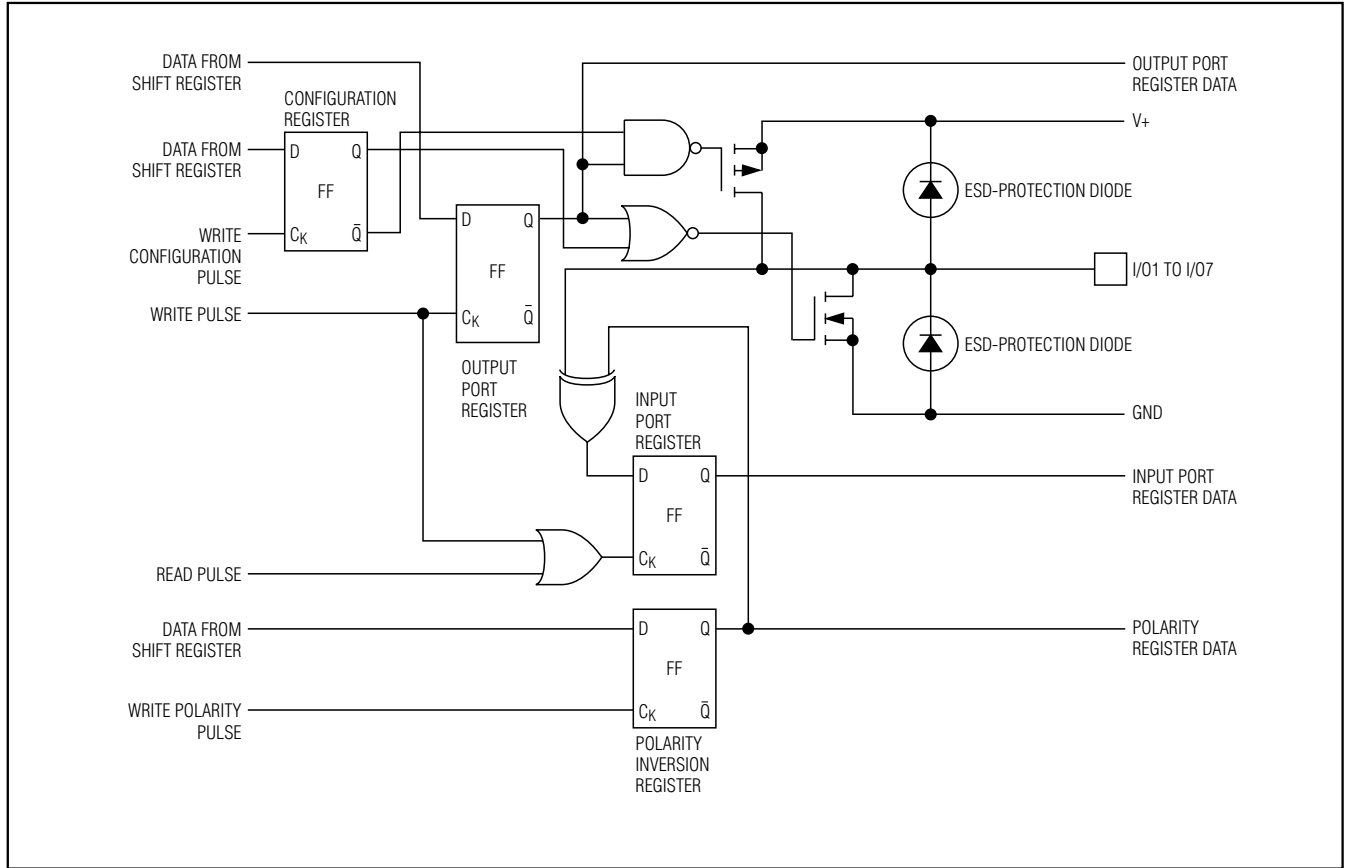 DATA FROM
SHIFT REGISTER
OUTPUT PORT
REGISTER DATA
CONFIGURATION
REGISTER
V+
DATA FROM
SHIFT REGISTER
D
Q
FF
CK
Q̅
ESD-PROTECTION DIODE
WRITE
CONFIGURATION
PULSE
D
Q
FF
CK
Q̅
I/O1 TO I/O7
WRITE PULSE
ESD-PROTECTION DIODE
OUTPUT
PORT
REGISTER
INPUT
PORT
REGISTER
GND
D
Q
FF
CK
Q̅
INPUT PORT
REGISTER DATA
READ PULSE
DATA FROM
SHIFT REGISTER
D
Q
FF
CK
Q̅
POLARITY
REGISTER DATA
WRITE POLARITY
PULSE
POLARITY
INVERSION
REGISTER